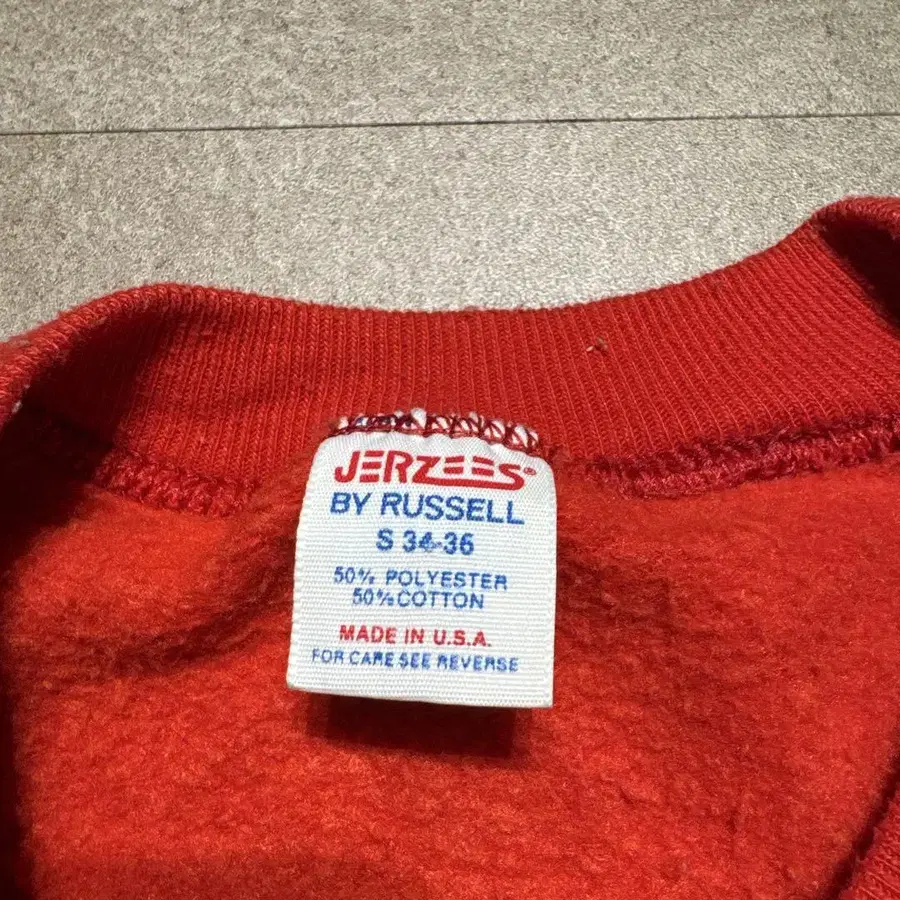 JERZEES®
BY RUSSELL
S 34-36
50% POLYESTER
50% COTTON
MADE IN U.S.A.
FOR CARE SEE REVERSE